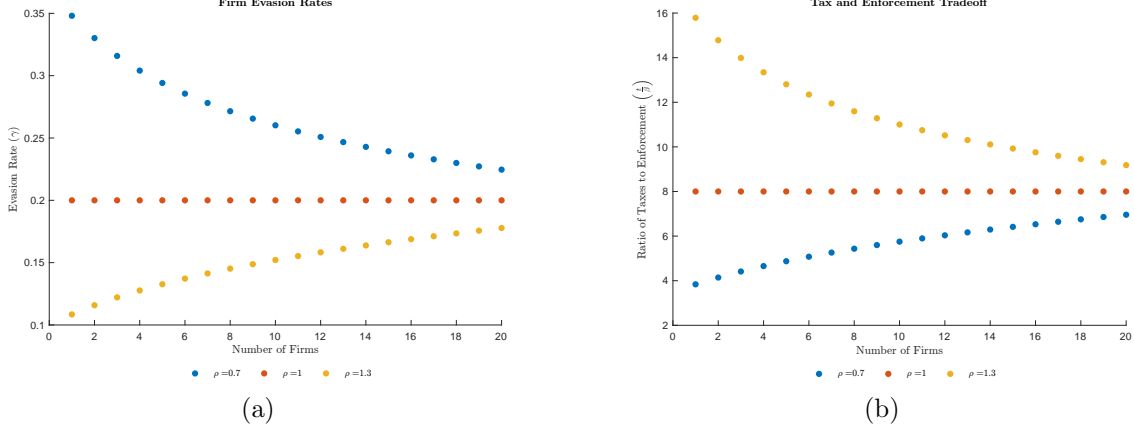 Firm Evasion Rates
0.35
0.3
0.25
0.2
0.15
0.1
Evasion Rate (γ)
0 2 4 6 8 10 12 14 16 18 20
Number of Firms
ρ =0.7 ρ =1 ρ =1.3
(a)
Tax and Enforcement Tradeoff
16
14
12
10
8
6
4
2
Ratio of Taxes to Enforcement (t/β)
0 2 4 6 8 10 12 14 16 18 20
Number of Firms
ρ =0.7 ρ =1 ρ =1.3
(b)